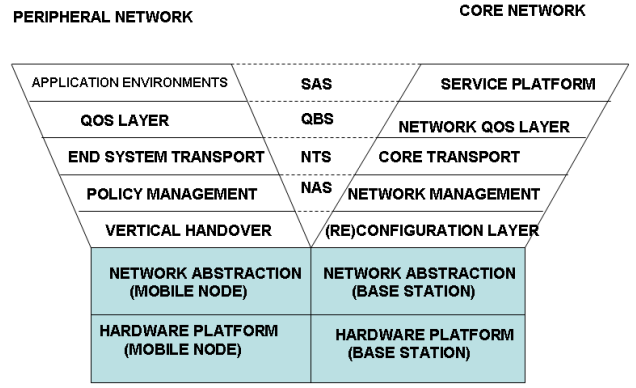 PERIPHERAL NETWORK
CORE NETWORK
APPLICATION ENVIRONMENTS
SAS
SERVICE PLATFORM
QOS LAYER
QBS
NETWORK QOS LAYER
END SYSTEM TRANSPORT
NTS
CORE TRANSPORT
POLICY MANAGEMENT
NAS
NETWORK MANAGEMENT
VERTICAL HANDOVER
(RE)CONFIGURATION LAYER
NETWORK ABSTRACTION
(MOBILE NODE)
NETWORK ABSTRACTION
(BASE STATION)
HARDWARE PLATFORM
(MOBILE NODE)
HARDWARE PLATFORM
(BASE STATION)